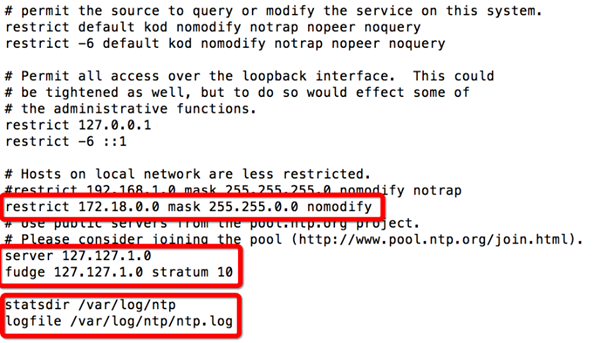 # permit the source to query or modify the service on this system.
restrict default kod nomodify notrap nopeer noquery
restrict -6 default kod nomodify notrap nopeer noquery
# Permit all access over the loopback interface.  This could
# be tightened as well, but to do so would effect some of
# the administrative functions.
restrict 127.0.0.1
restrict -6 ::1
# Hosts on local network are less restricted.
#restrict 192.168.1.0 mask 255.255.255.0 nomodify notrap
restrict 172.18.0.0 mask 255.255.0.0 nomodify
# Use public servers from the pool.ntp.org project.
# Please consider joining the pool (http://www.pool.ntp.org/join.html).
server 127.127.1.0
fudge 127.127.1.0 stratum 10
statsdir /var/log/ntp
logfile /var/log/ntp/ntp.log